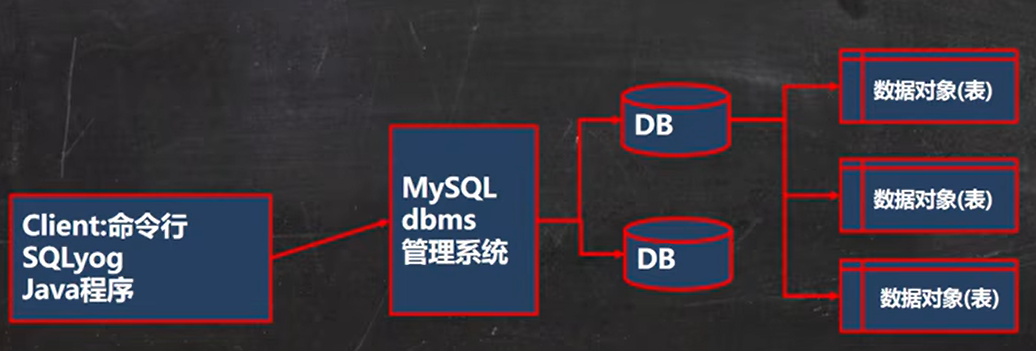 Client:命令行
SQLyog
Java程序
MySQL
dbms
管理系统
DB
DB
数据对象(表)
数据对象(表)
数据对象(表)